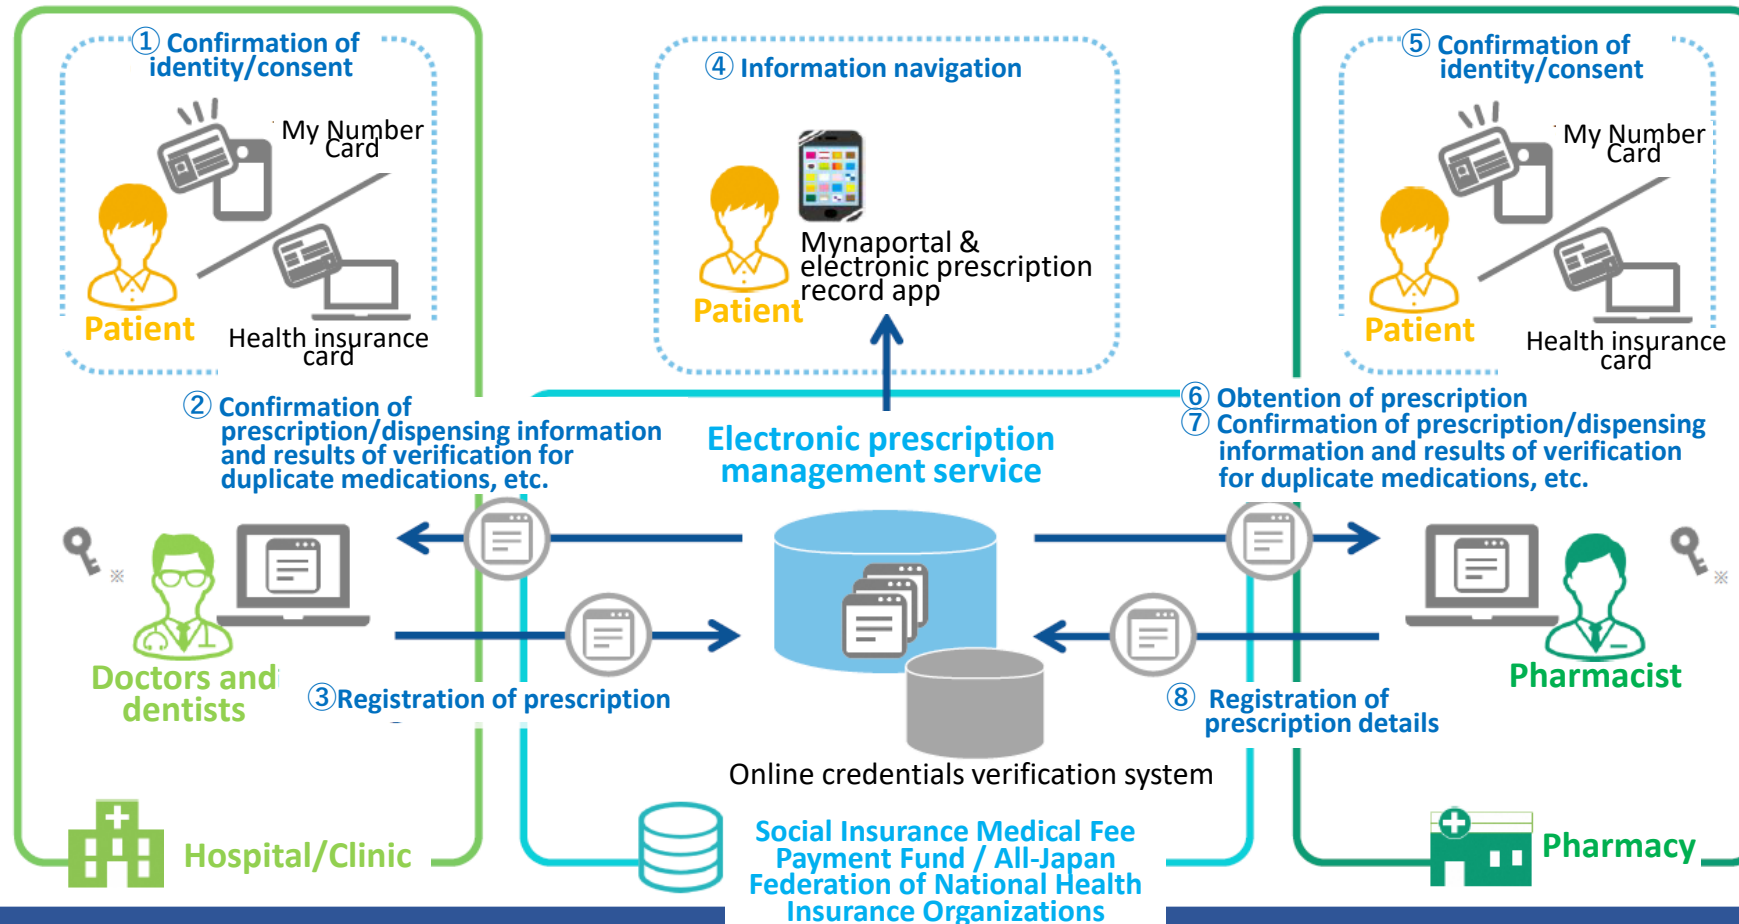 ① Confirmation of
identity/consent
My Number
Card
Patient
Health insurance
card
④ Information navigation
Mynaportal &
electronic prescription
record app
Patient
⑤ Confirmation of
identity/consent
My Number
Card
Patient
Health insurance
card
② Confirmation of
prescription/dispensing information
and results of verification for
duplicate medications, etc.
Electronic prescription
management service
⑥ Obtention of prescription
⑦ Confirmation of prescription/dispensing
information and results of verification
for duplicate medications, etc.
※
Doctors and
dentists
③Registration of prescription
※
Pharmacist
⑧ Registration of
prescription details
Online credentials verification system
Hospital/Clinic
Social Insurance Medical Fee
Payment Fund / All-Japan
Federation of National Health
Insurance Organizations
Pharmacy